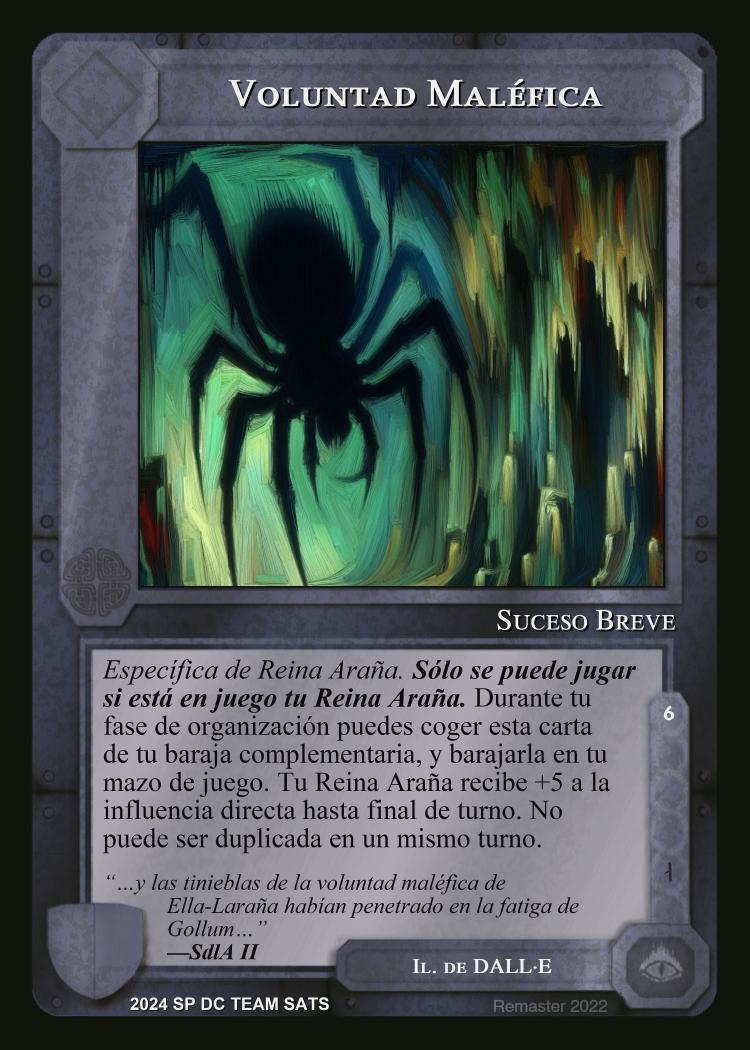 Voluntad Maléfica
Suceso Breve
Específica de Reina Araña. Sólo se puede jugar
si está en juego tu Reina Araña. Durante tu
fase de organización puedes coger esta carta
de tu baraja complementaria, y barajarla en tu
mazo de juego. Tu Reina Araña recibe +5 a la
influencia directa hasta final de turno. No
puede ser duplicada en un mismo turno.
6
“...y las tinieblas de la voluntad maléfica de
Ella-Laraña habían penetrado en la fatiga de
Gollum...”
—SdlA II
Il. de DALL·E
2024 SP DC TEAM SATS
Remaster 2022